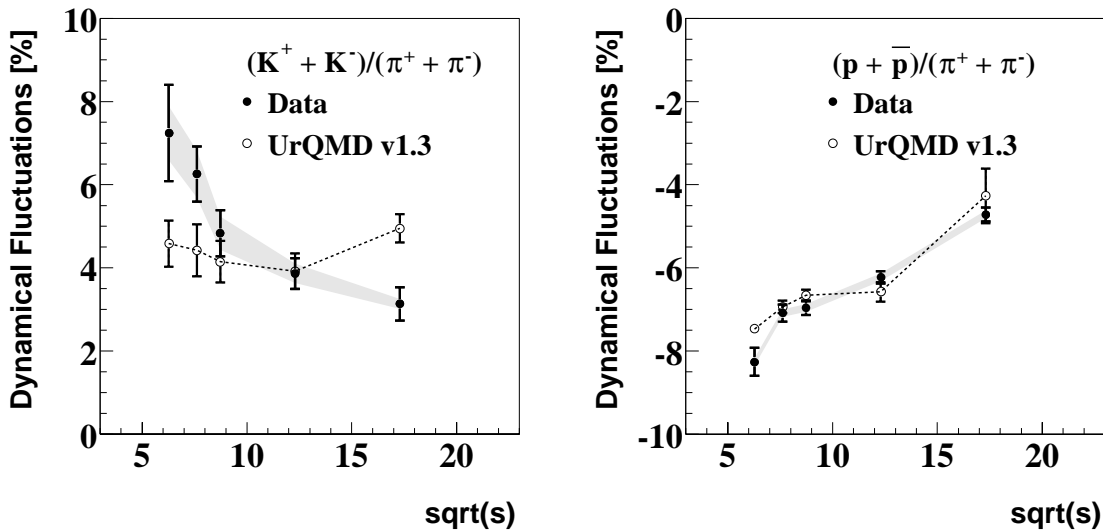 Dynamical Fluctuations [%]
10
8
6
4
2
0
(K⁺ + K⁻)/(π⁺ + π⁻)
Data
UrQMD v1.3
5 10 15 20
sqrt(s)
Dynamical Fluctuations [%]
-0
-2
-4
-6
-8
-10
(p + p̅)/(π⁺ + π⁻)
Data
UrQMD v1.3
5 10 15 20
sqrt(s)